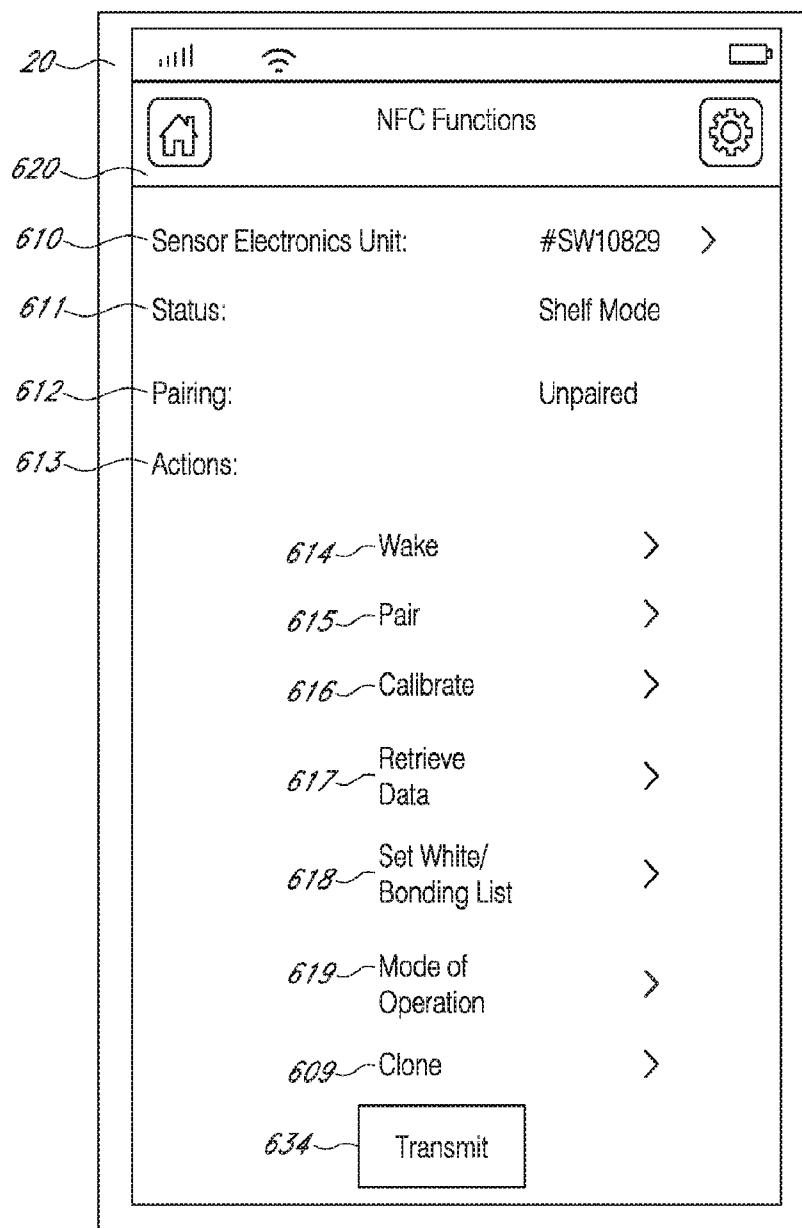 20
NFC Functions
620
610 Sensor Electronics Unit: #SW10829 >
611 Status: Shelf Mode
612 Pairing: Unpaired
613 Actions:
614 Wake >
615 Pair >
616 Calibrate >
Retrieve
617 >
Data
Set White/
618 >
Bonding List
619 Mode of
>
Operation
609 Clone >
634 Transmit